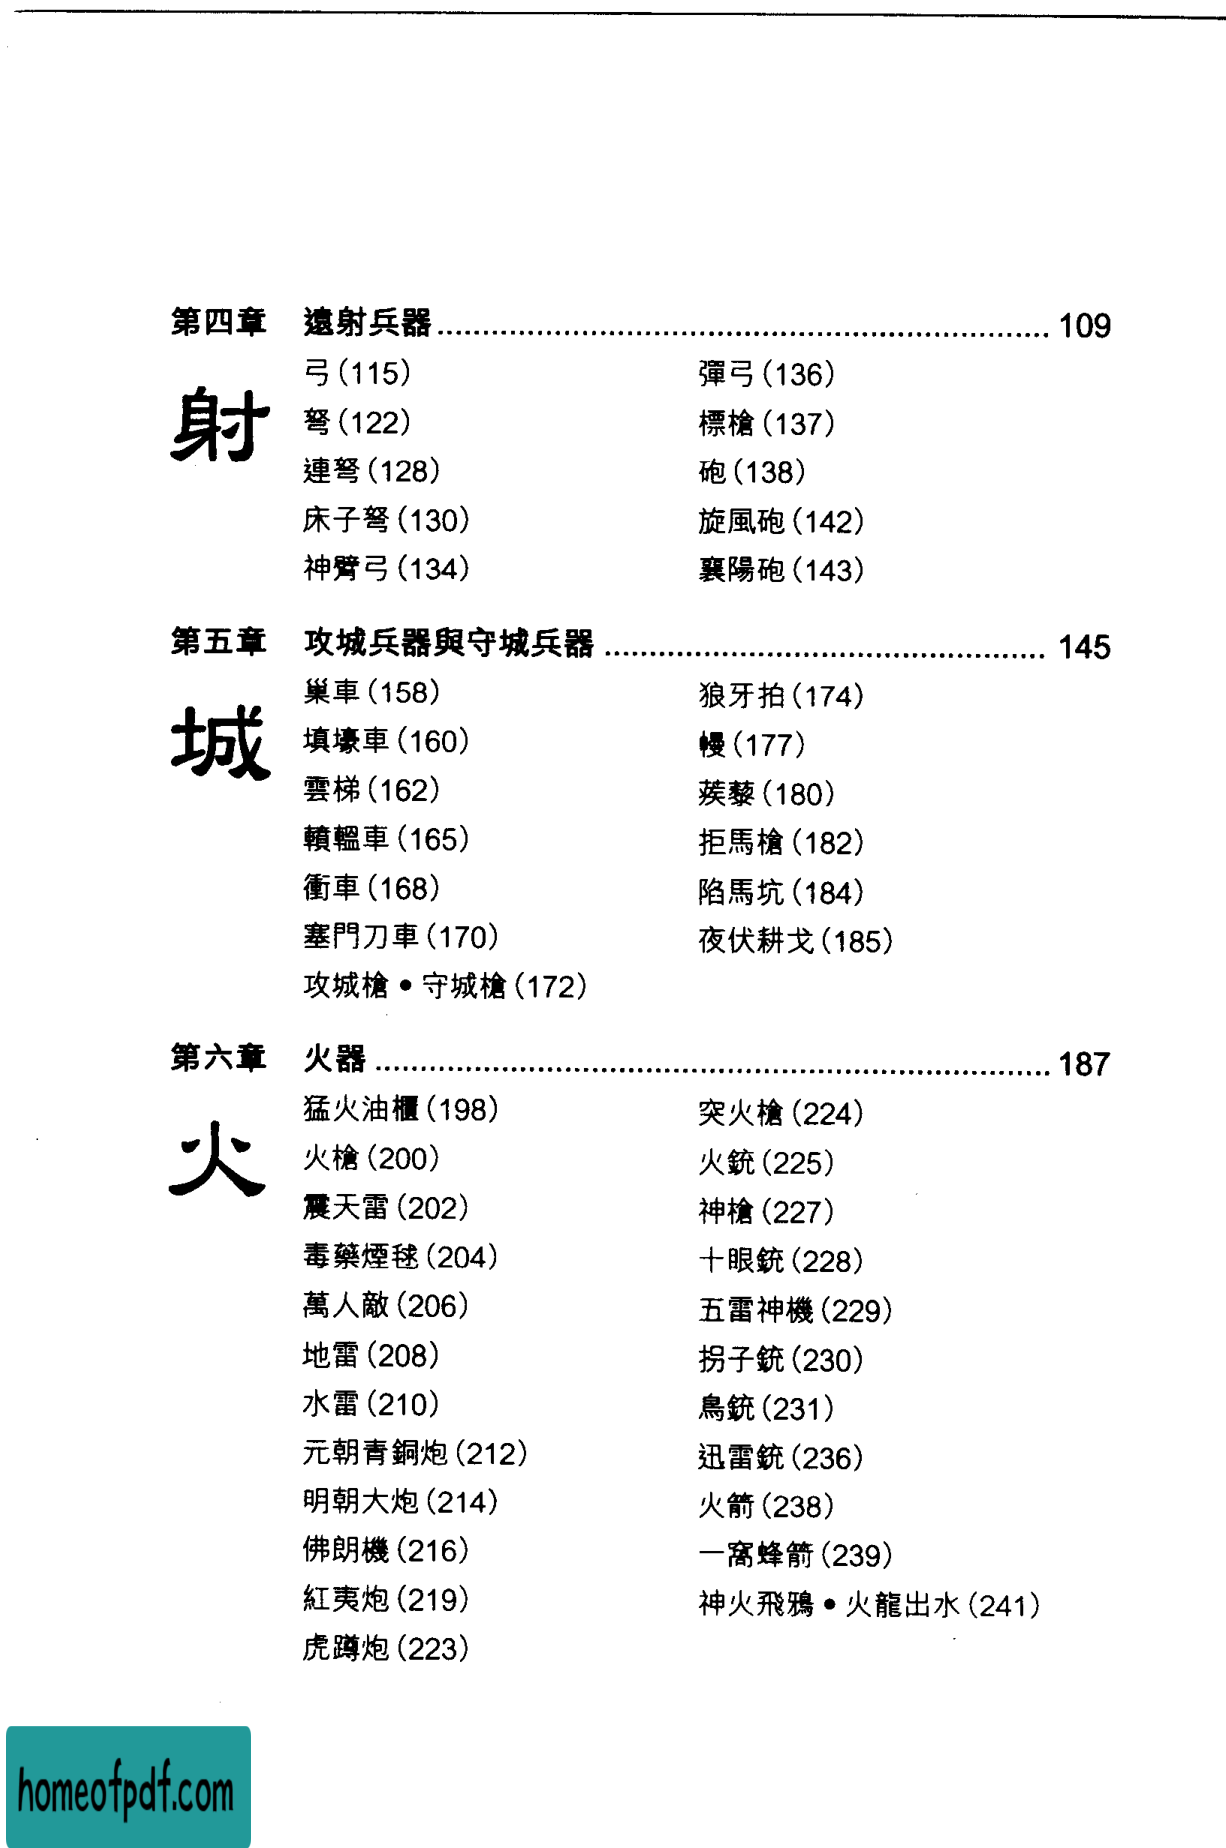 第四章 遠射兵器 109
射
弓(115)
弩(122)
連弩(128)
床子弩(130)
神臂弓(134)
彈弓(136)
標槍(137)
砲(138)
旋風砲(142)
襄陽砲(143)
第五章 攻城兵器與守城兵器 145
城
巢車(158)
填壕車(160)
雲梯(162)
轒轀車(165)
衝車(168)
塞門刀車(170)
攻城槍•守城槍(172)
狼牙拍(174)
幔(177)
蒺藜(180)
拒馬槍(182)
陷馬坑(184)
夜伏耕戈(185)
第六章 火器 187
火
猛火油櫃(198)
火槍(200)
震天雷(202)
毒藥煙毬(204)
萬人敵(206)
地雷(208)
水雷(210)
元朝青銅炮(212)
明朝大炮(214)
佛朗機(216)
紅夷炮(219)
虎蹲炮(223)
突火槍(224)
火銃(225)
神槍(227)
十眼銃(228)
五雷神機(229)
拐子銃(230)
鳥銃(231)
迅雷銃(236)
火箭(238)
一窩蜂箭(239)
神火飛鴉•火龍出水(241)
homeofpdf.com